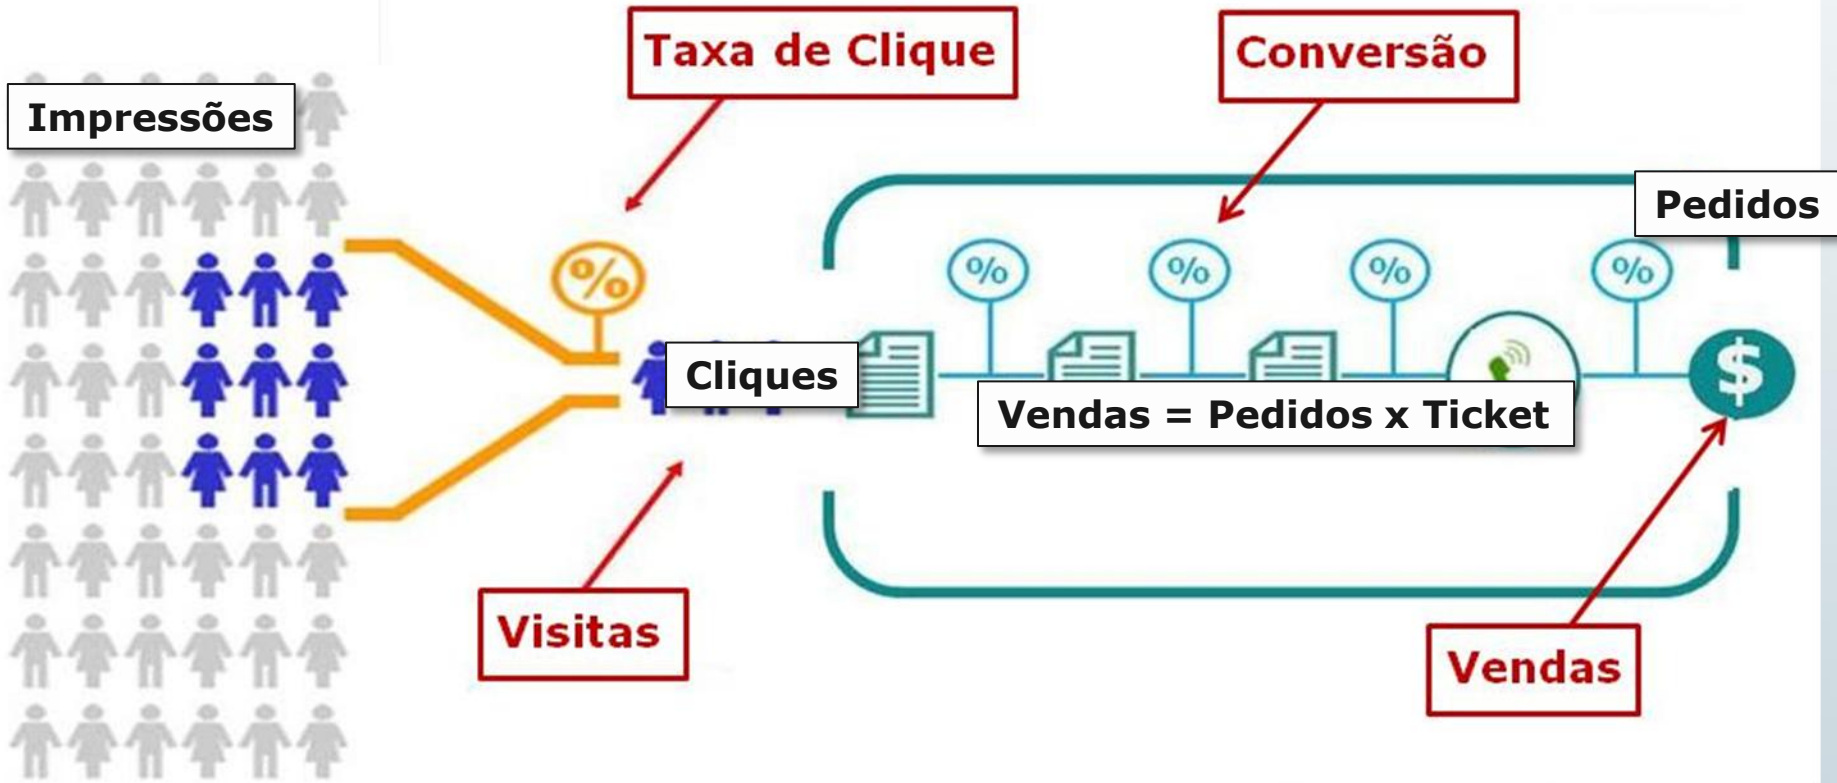 Taxa de Clique
Conversão
Impressões
Pedidos
%
%
%
%
%
Cliques
$
Vendas = Pedidos x Ticket
Visitas
Vendas